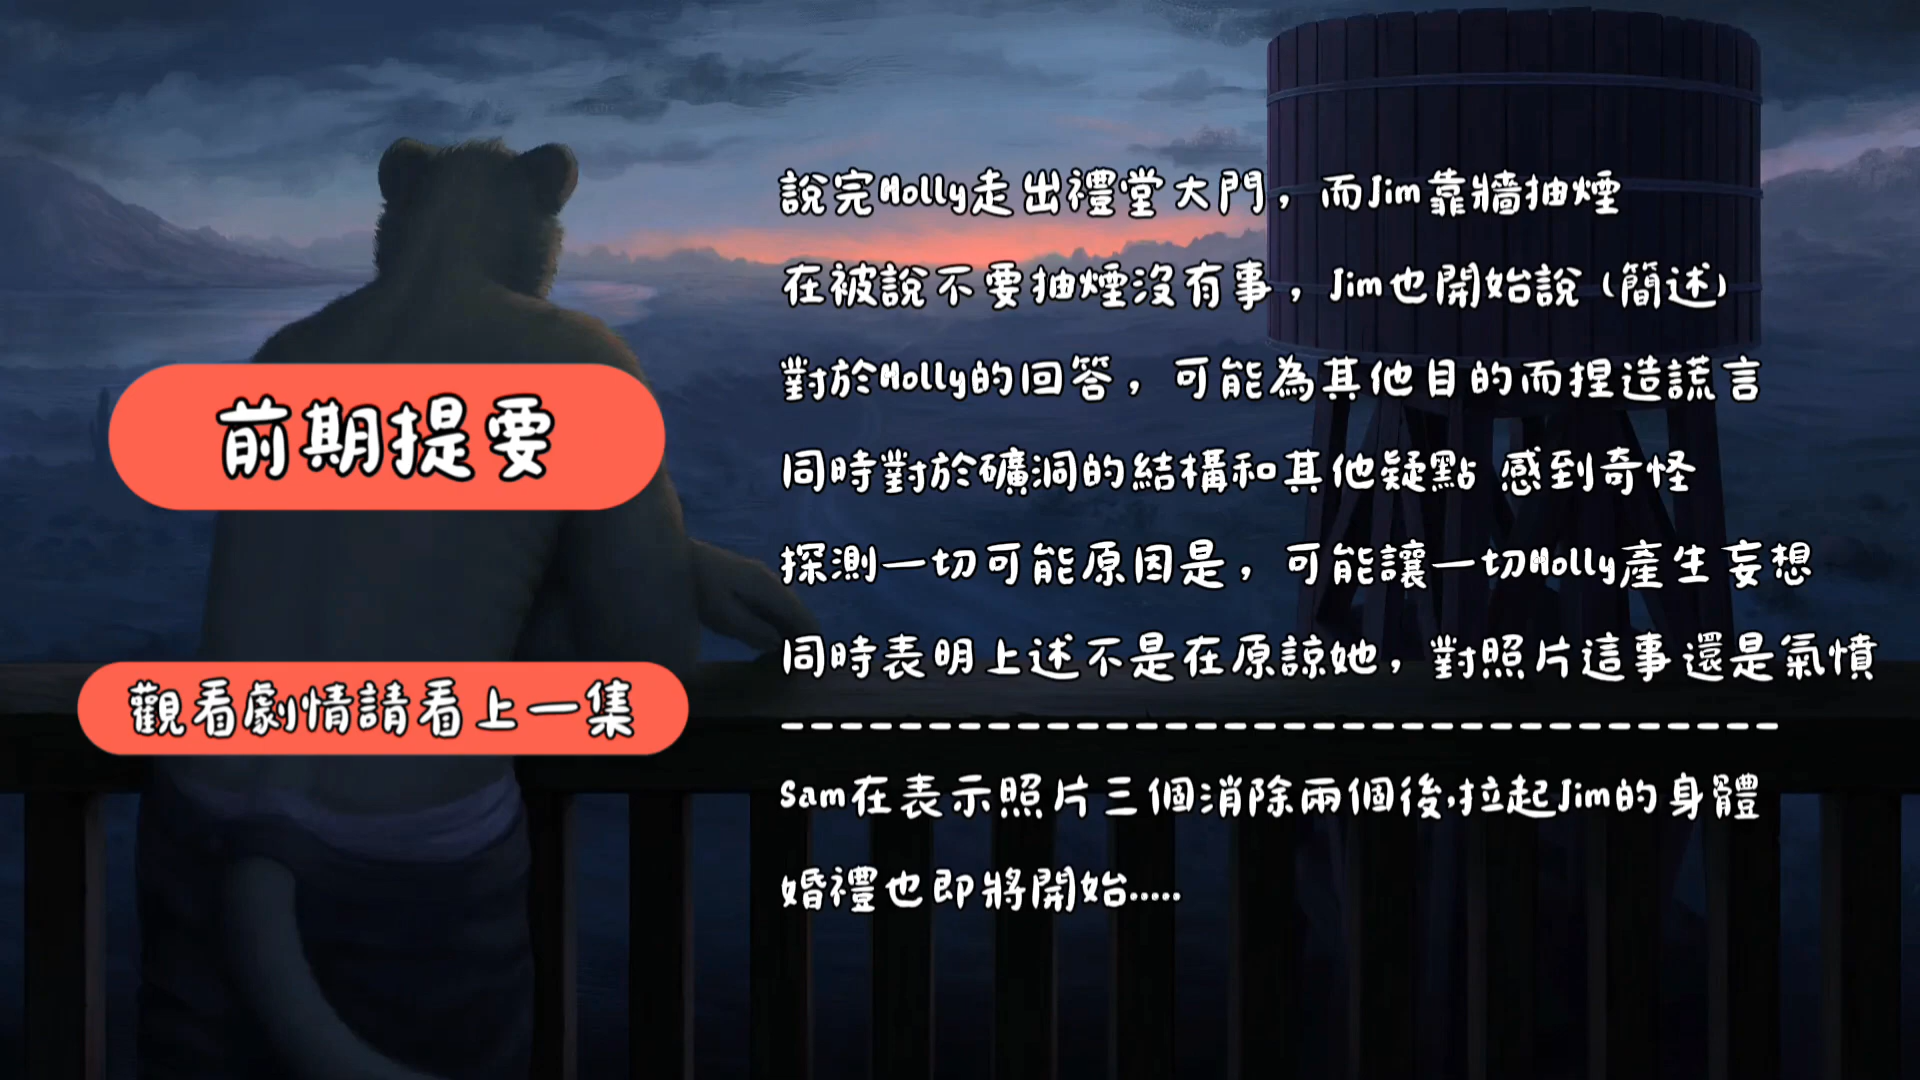 前期提要
觀看劇情請看上一集
說完Molly走出禮堂大門，而Jim靠牆抽煙
在被說不要抽煙沒有事，Jim也開始說（簡述）
對於Molly的回答，可能為其他目的而捏造謊言
同時對於礦洞的結構和其他疑點 感到奇怪
探測一切可能原因是，可能讓一切Molly產生妄想
同時表明上述不是在原諒她，對照片這事還是氣憤
----------------------------------
Sam在表示照片三個消除兩個後,拉起Jim的身體
婚禮也即將開始.....